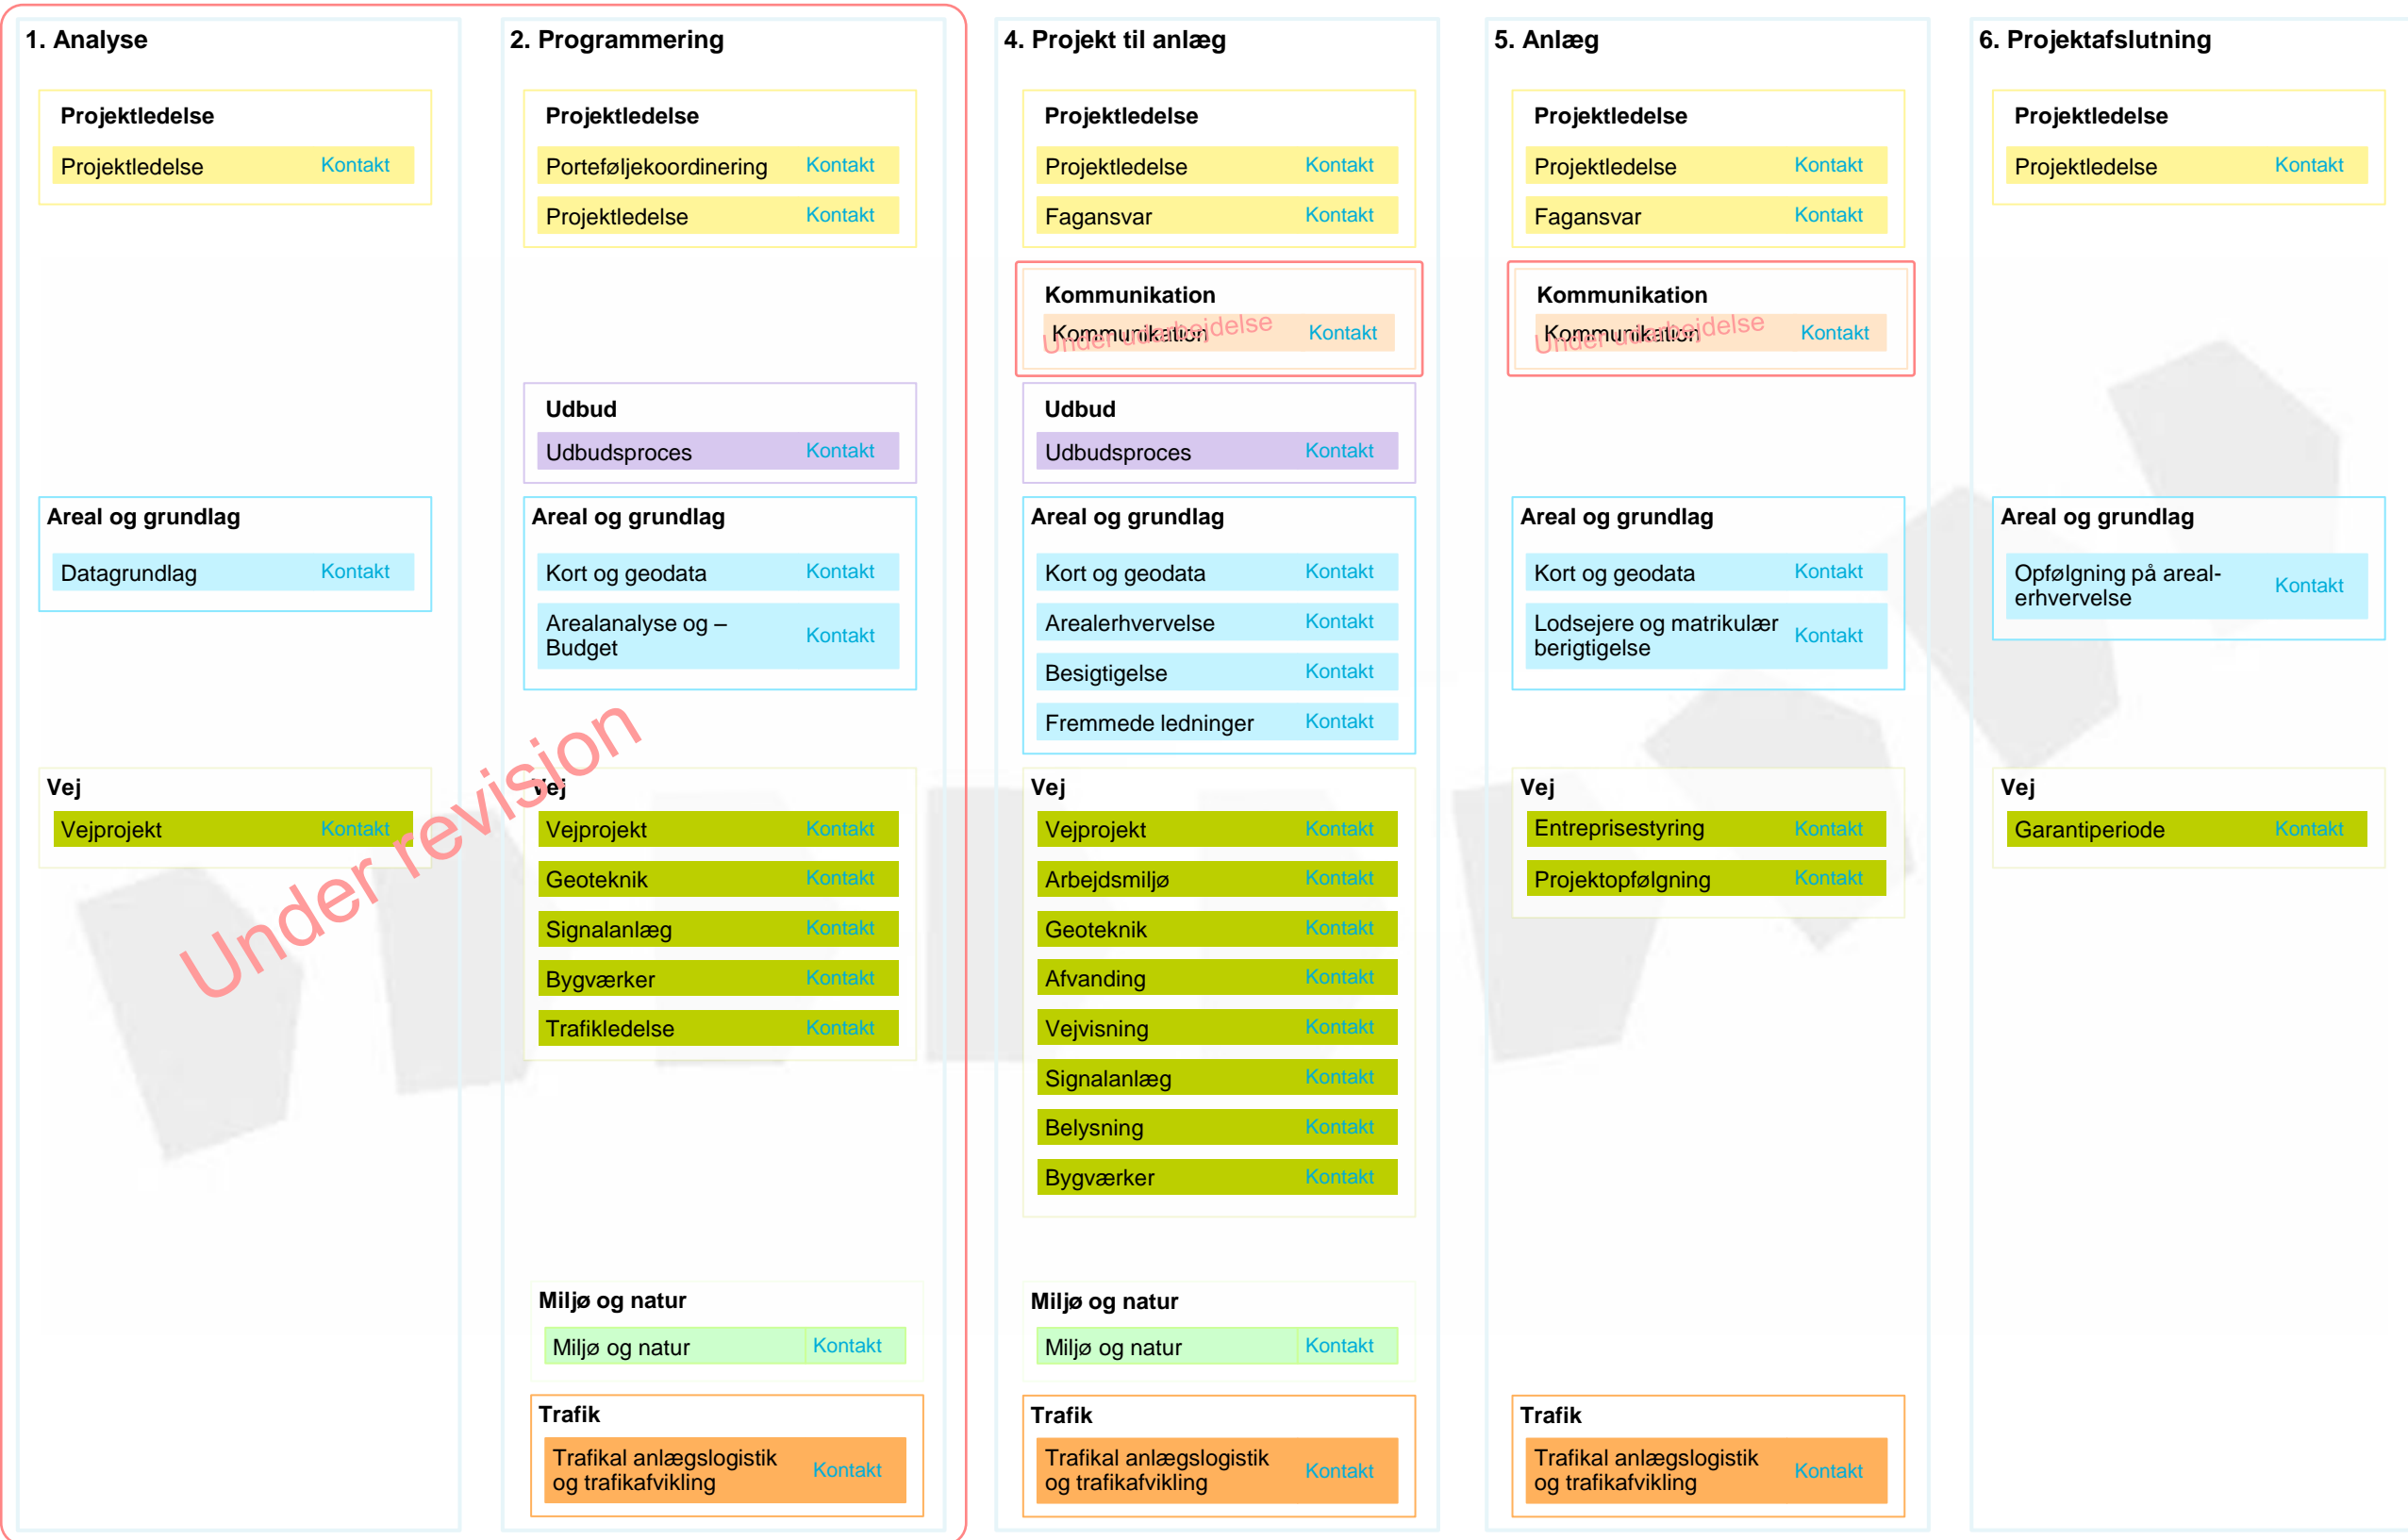 1. Analyse
Projektledelse
Projektledelse Kontakt
Areal og grundlag
Datagrundlag Kontakt
Vej
Vejprojekt Kontakt
Under revision
2. Programmering
Projektledelse
Porteføljekoordinering Kontakt
Projektledelse Kontakt
Udbud
Udbudsproces Kontakt
Areal og grundlag
Kort og geodata Kontakt
Arealanalyse og –
Budget Kontakt
Vej
Vejprojekt Kontakt
Geoteknik Kontakt
Signalanlæg Kontakt
Bygværker Kontakt
Trafikledelse Kontakt
Miljø og natur
Miljø og natur Kontakt
Trafik
Trafikal anlægslogistik
og trafikafvikling Kontakt
4. Projekt til anlæg
Projektledelse
Projektledelse Kontakt
Fagansvar Kontakt
Kommunikation
Kommunikation Kontakt
Under udarbejdelse
Udbud
Udbudsproces Kontakt
Areal og grundlag
Kort og geodata Kontakt
Arealerhvervelse Kontakt
Besigtigelse Kontakt
Fremmede ledninger Kontakt
Vej
Vejprojekt Kontakt
Arbejdsmiljø Kontakt
Geoteknik Kontakt
Afvanding Kontakt
Vejvisning Kontakt
Signalanlæg Kontakt
Belysning Kontakt
Bygværker Kontakt
Miljø og natur
Miljø og natur Kontakt
Trafik
Trafikal anlægslogistik
og trafikafvikling Kontakt
5. Anlæg
Projektledelse
Projektledelse Kontakt
Fagansvar Kontakt
Kommunikation
Kommunikation Kontakt
Under udarbejdelse
Areal og grundlag
Kort og geodata Kontakt
Lodsejere og matrikulær
berigtigelse Kontakt
Vej
Entreprisestyring Kontakt
Projektopfølgning Kontakt
Trafik
Trafikal anlægslogistik
og trafikafvikling Kontakt
6. Projektafslutning
Projektledelse
Projektledelse Kontakt
Areal og grundlag
Opfølgning på areal-
erhvervelse Kontakt
Vej
Garantiperiode Kontakt